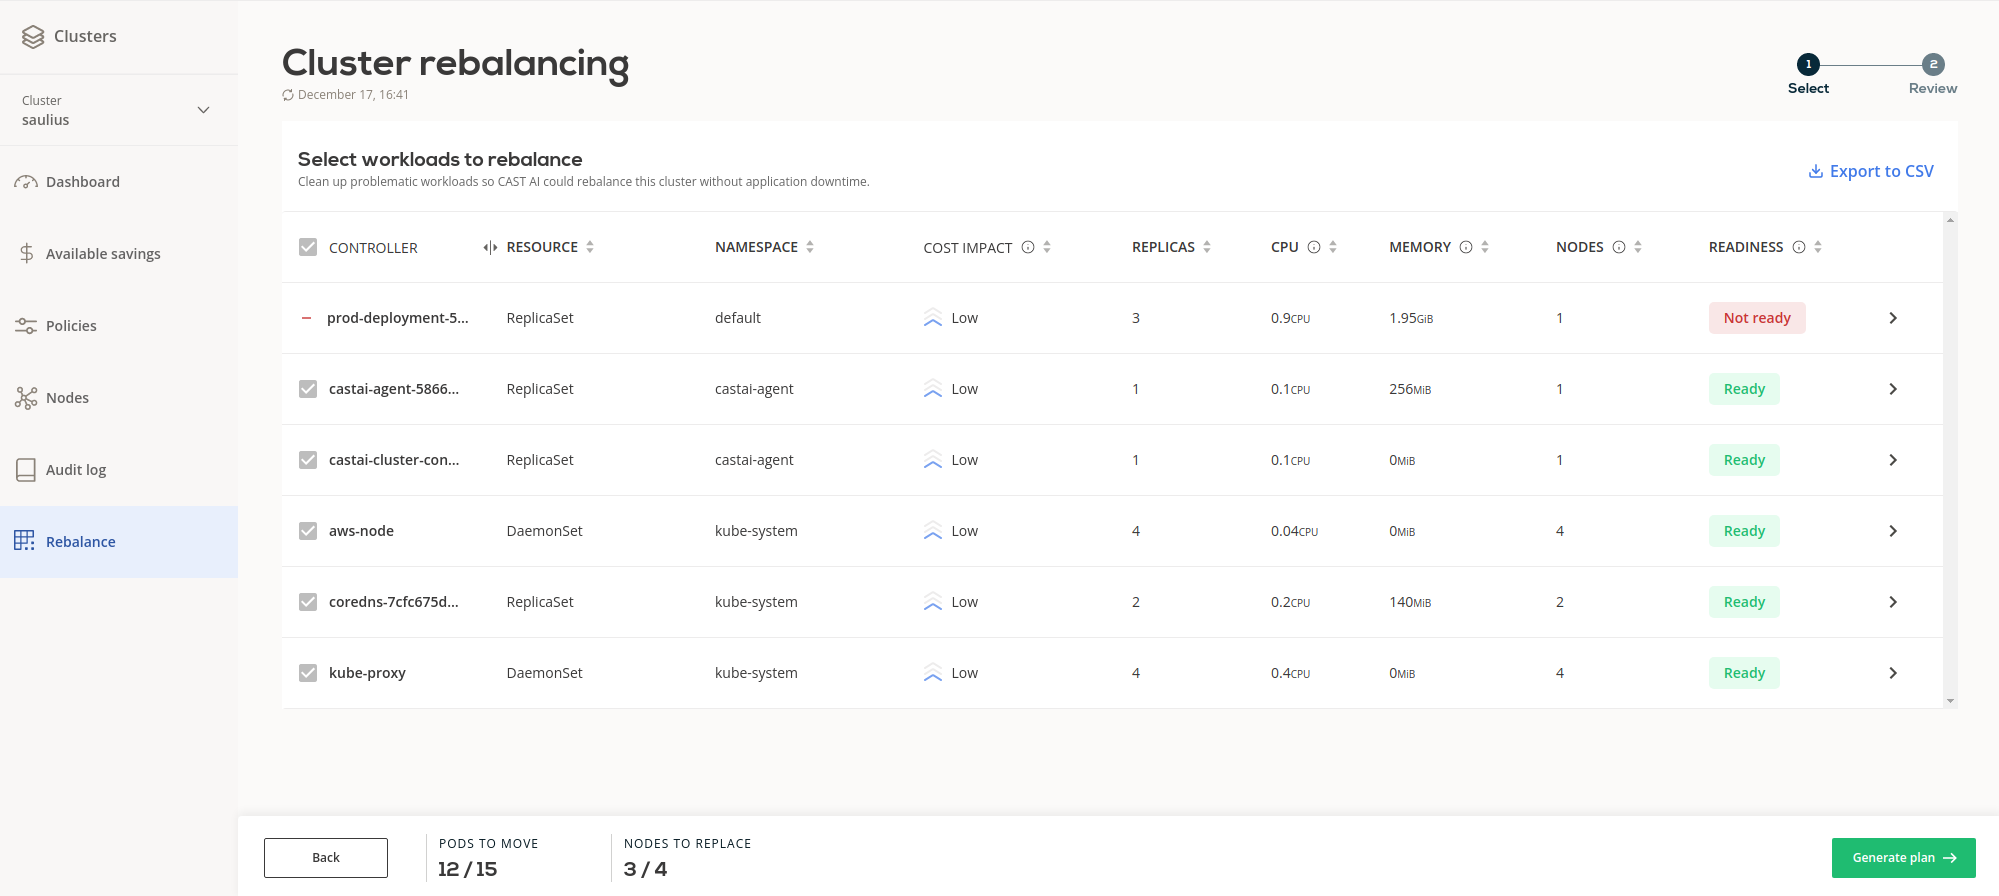 Clusters
Cluster
saulius
Dashboard
Available savings
Policies
Nodes
Audit log
Rebalance
Cluster rebalancing
December 17, 16:41
1
Select
2
Review
Select workloads to rebalance
Clean up problematic workloads so CAST AI could rebalance this cluster without application downtime.
Export to CSV
CONTROLLER RESOURCE NAMESPACE COST IMPACT REPLICAS CPU MEMORY NODES READINESS
prod-deployment-5... ReplicaSet default Low 3 0.9CPU 1.95GiB 1 Not ready
castai-agent-5866... ReplicaSet castai-agent Low 1 0.1CPU 256MiB 1 Ready
castai-cluster-con... ReplicaSet castai-agent Low 1 0.1CPU 0MiB 1 Ready
aws-node DaemonSet kube-system Low 4 0.04CPU 0MiB 4 Ready
coredns-7cfc675d... ReplicaSet kube-system Low 2 0.2CPU 140MiB 2 Ready
kube-proxy DaemonSet kube-system Low 4 0.4CPU 0MiB 4 Ready
Back
PODS TO MOVE
12 / 15
NODES TO REPLACE
3 / 4
Generate plan